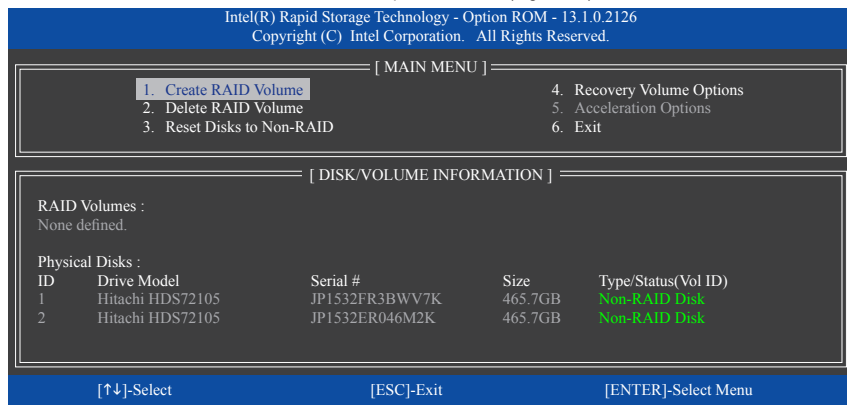 Intel(R) Rapid Storage Technology - Option ROM - 13.1.0.2126
Copyright (C) Intel Corporation. All Rights Reserved.
[ MAIN MENU ]
1. Create RAID Volume
2. Delete RAID Volume
3. Reset Disks to Non-RAID
4. Recovery Volume Options
5. Acceleration Options
6. Exit
[ DISK/VOLUME INFORMATION ]
RAID Volumes :
None defined.
Physical Disks :
ID Drive Model Serial # Size Type/Status(Vol ID)
1 Hitachi HDS72105 JP1532FR3BWV7K 465.7GB Non-RAID Disk
2 Hitachi HDS72105 JP1532ER046M2K 465.7GB Non-RAID Disk
[↑↓]-Select [ESC]-Exit [ENTER]-Select Menu